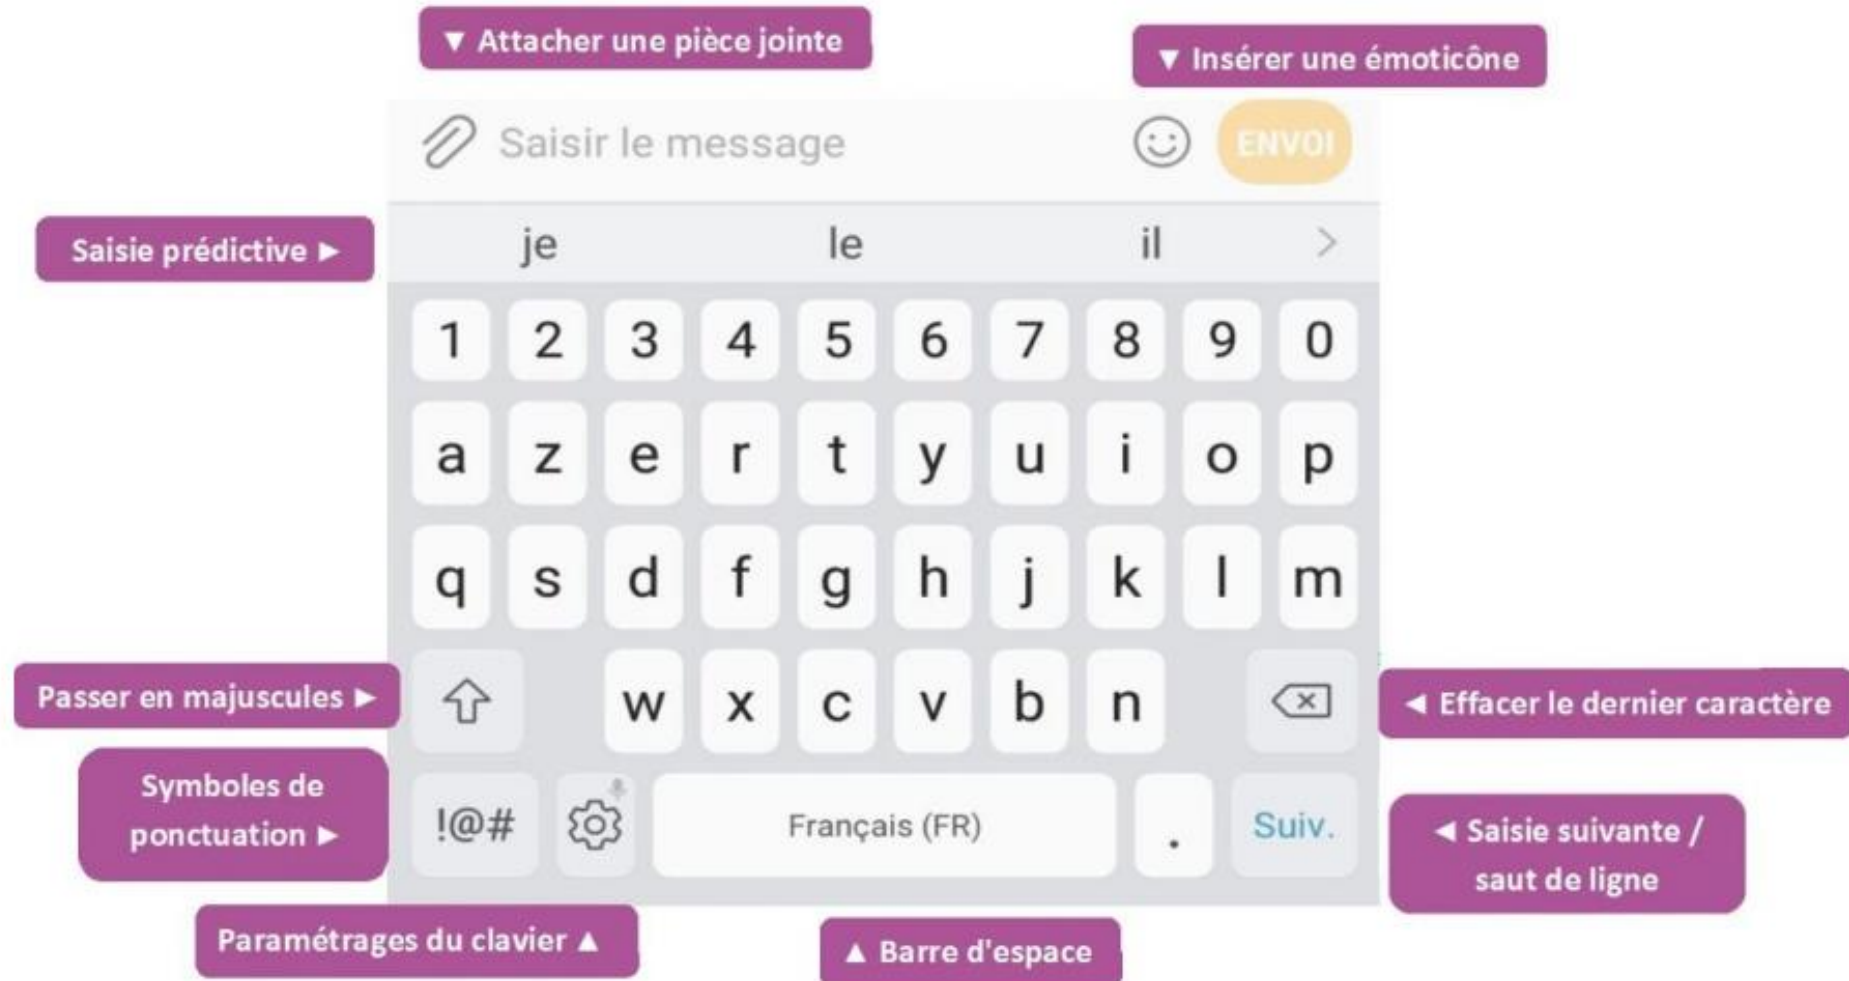 ▼ Attacher une pièce jointe
▼ Insérer une émoticône
Saisir le message ENVOI
Saisie prédictive ►
je le il >
1 2 3 4 5 6 7 8 9 0
a z e r t y u i o p
q s d f g h j k l m
Passer en majuscules ►
w x c v b n
◄ Effacer le dernier caractère
Symboles de
ponctuation ►
!@# Français (FR) . Suiv.
◄ Saisie suivante /
saut de ligne
Paramétrages du clavier ▲
▲ Barre d'espace